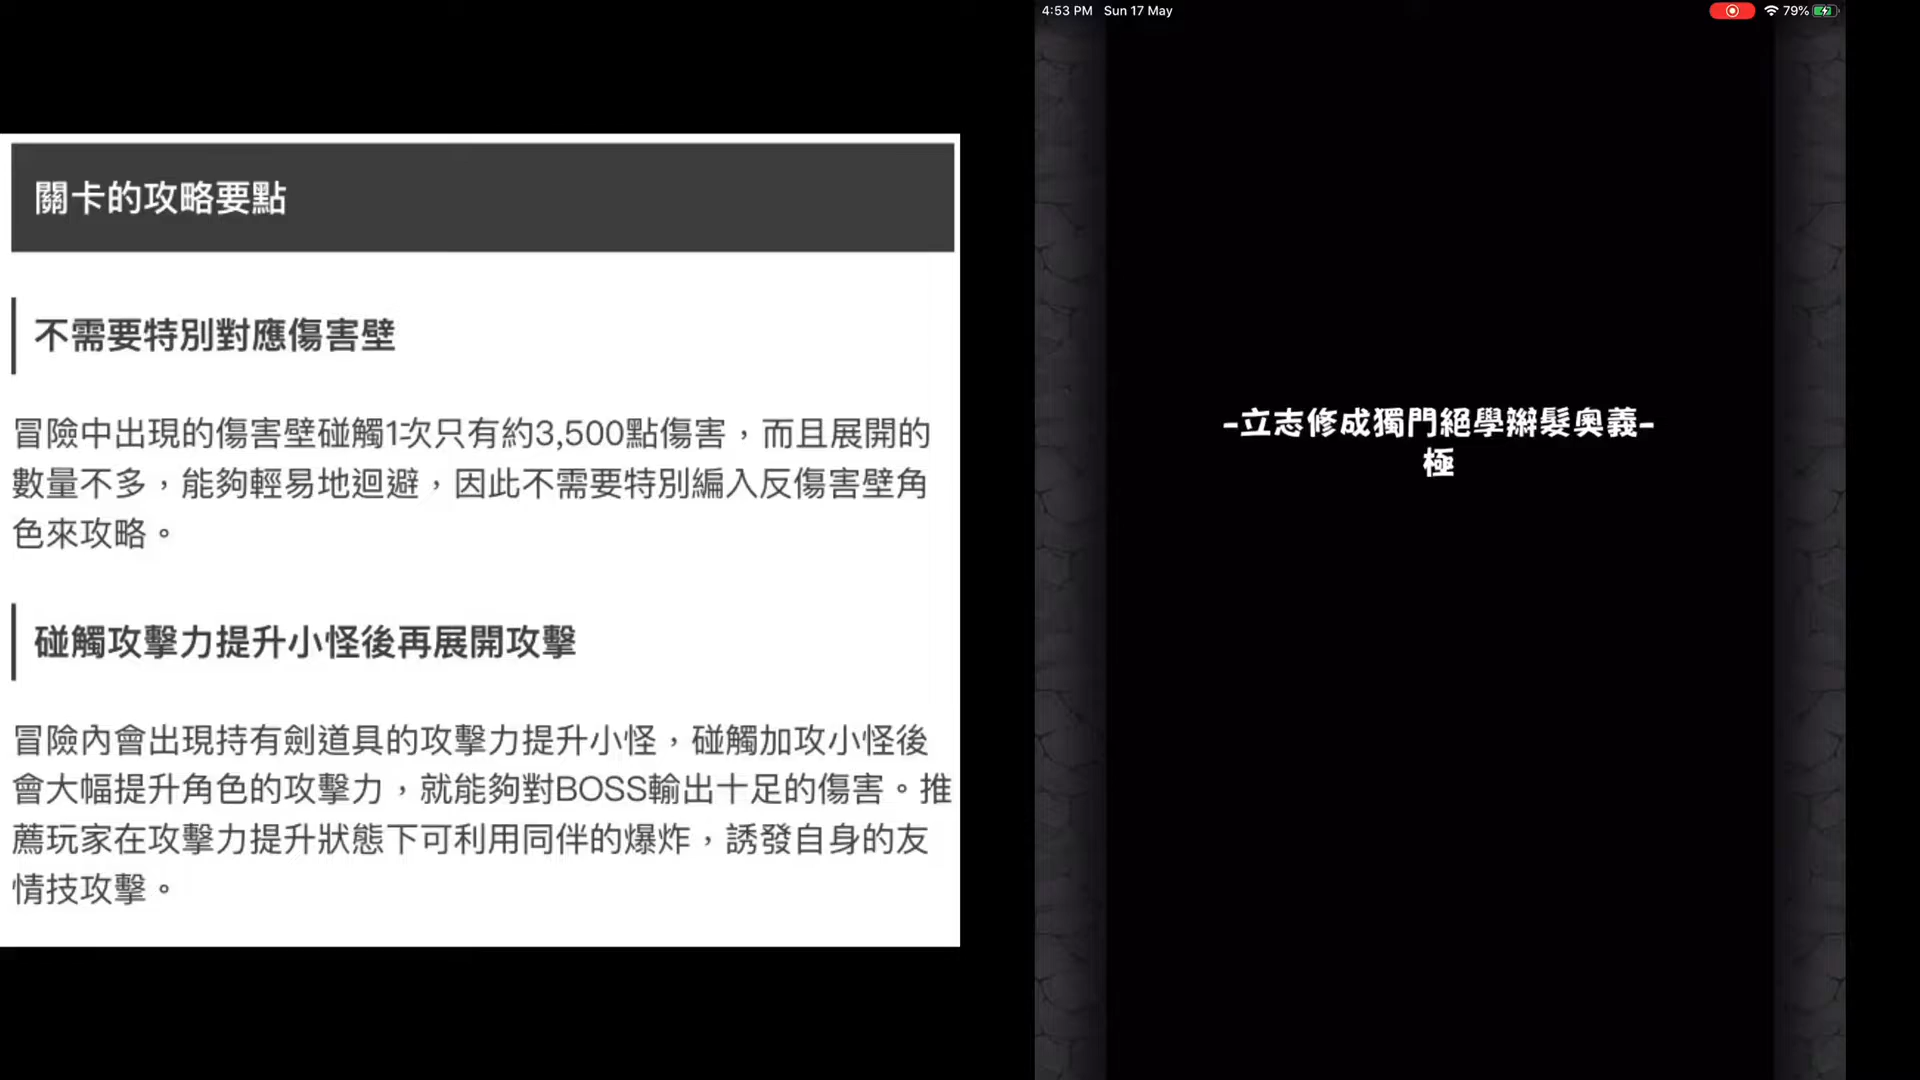 關卡的攻略要點
不需要特別對應傷害壁
冒險中出現的傷害壁碰觸1次只有約3,500點傷害，而且展開的
數量不多，能夠輕易地迴避，因此不需要特別編入反傷害壁角
色來攻略。
碰觸攻擊力提升小怪後再展開攻擊
冒險內會出現持有劍道具的攻擊力提升小怪，碰觸加攻小怪後
會大幅提升角色的攻擊力，就能夠對BOSS輸出十足的傷害。推
薦玩家在攻擊力提升狀態下可利用同伴的爆炸，誘發自身的友
情技攻擊。
4:53 PM Sun 17 May
79%
-立志修成獨門絕學辮髮奧義-
極